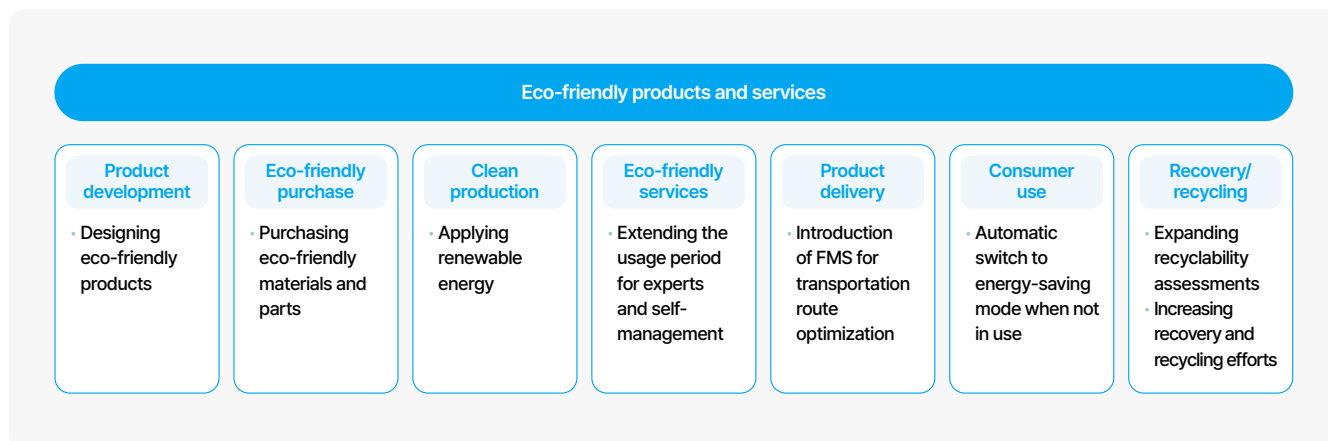 Eco-friendly products and services
Product
development
• Designing
eco-friendly
products
Eco-friendly
purchase
• Purchasing
eco-friendly
materials and
parts
Clean
production
• Applying
renewable
energy
Eco-friendly
services
• Extending the
usage period
for experts
and self-
management
Product
delivery
• Introduction
of FMS for
transportation
route
optimization
Consumer
use
• Automatic
switch to
energy-saving
mode when not
in use
Recovery/
recycling
• Expanding
recyclability
assessments
• Increasing
recovery and
recycling efforts